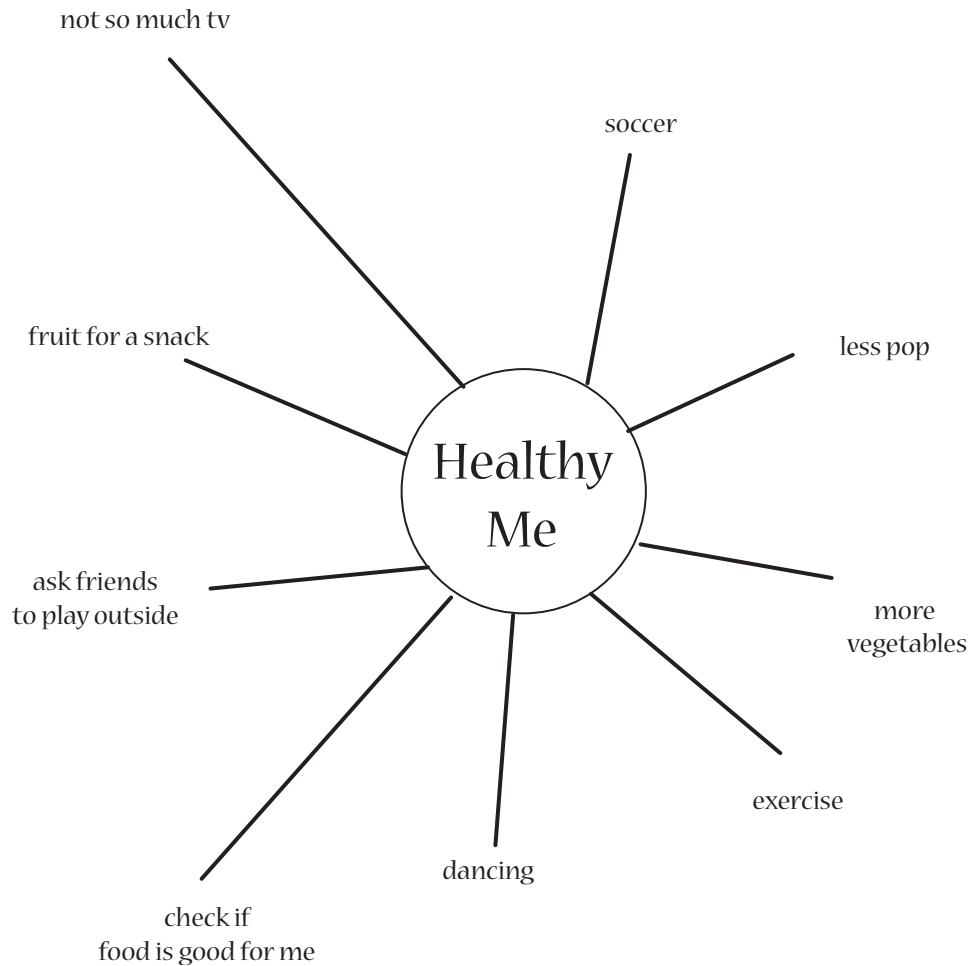 not so much tv
soccer
fruit for a snack
less pop
Healthy
Me
ask friends
to play outside
more
vegetables
exercise
dancing
check if
food is good for me